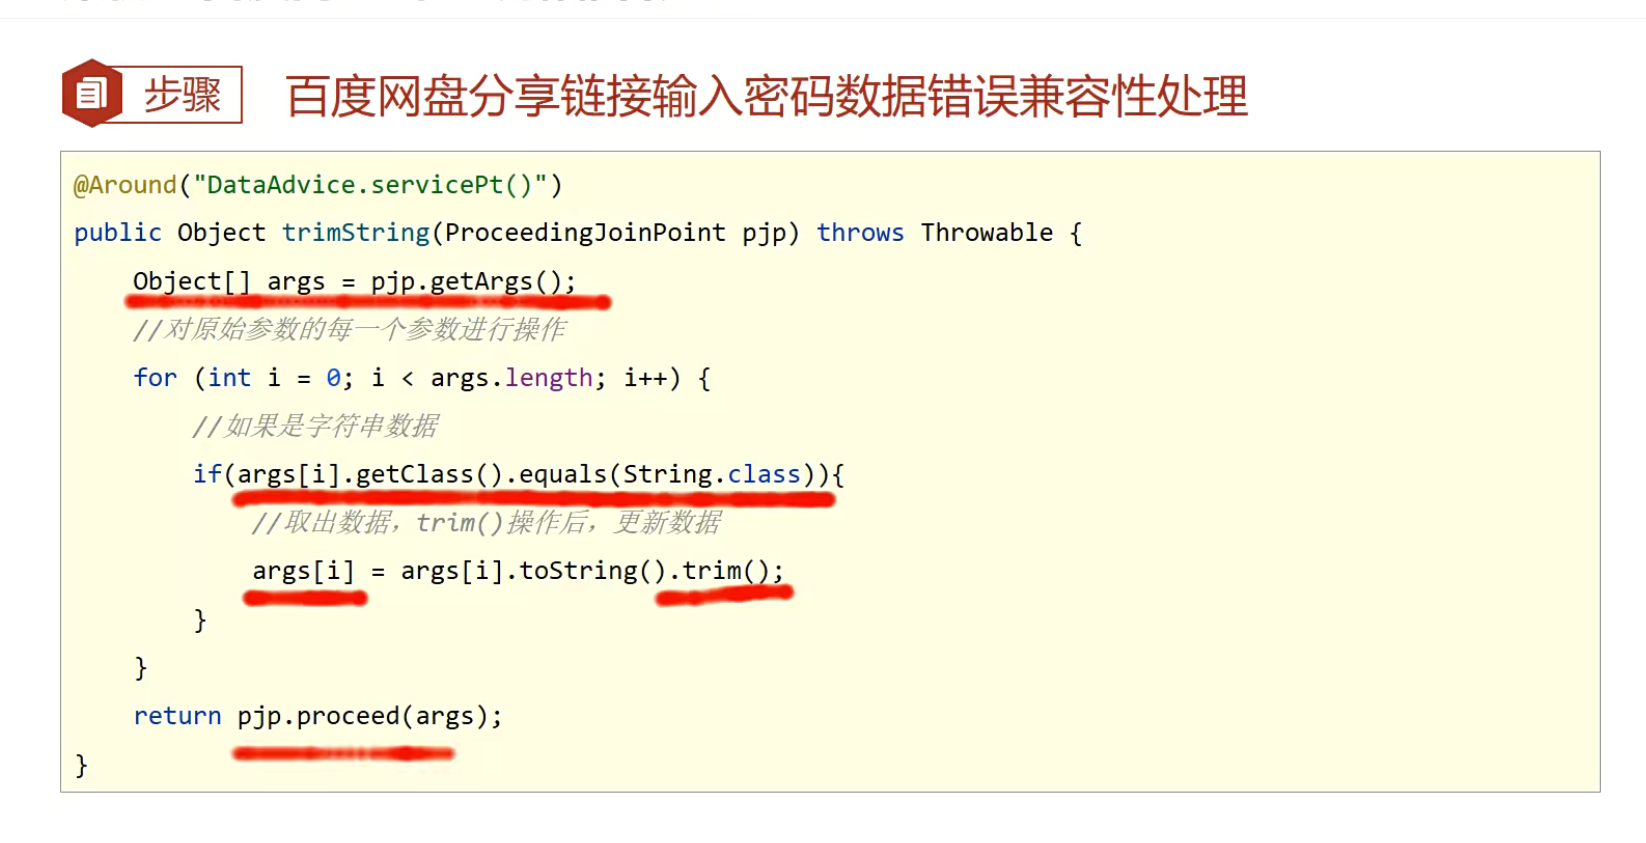 步骤
百度网盘分享链接输入密码数据错误兼容性处理
@Around("DataAdvice.servicePt()")
public Object trimString(ProceedingJoinPoint pjp) throws Throwable {
Object[] args = pjp.getArgs();
//对原始参数的每一个参数进行操作
for (int i = 0; i < args.length; i++) {
//如果是字符串数据
if(args[i].getClass().equals(String.class)){
//取出数据，trim()操作后，更新数据
args[i] = args[i].toString().trim();
}
}
return pjp.proceed(args);
}